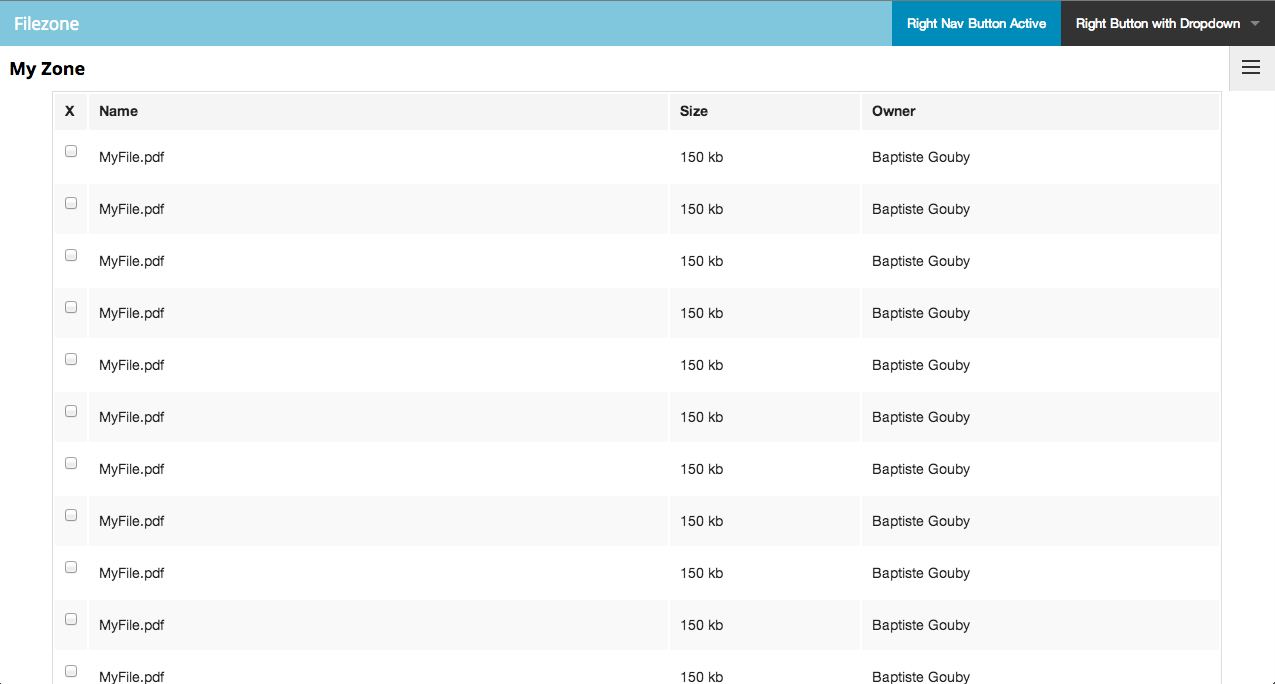 Filezone Right Nav Button Active Right Button with Dropdown
My Zone
X Name Size Owner
MyFile.pdf 150 kb Baptiste Gouby
MyFile.pdf 150 kb Baptiste Gouby
MyFile.pdf 150 kb Baptiste Gouby
MyFile.pdf 150 kb Baptiste Gouby
MyFile.pdf 150 kb Baptiste Gouby
MyFile.pdf 150 kb Baptiste Gouby
MyFile.pdf 150 kb Baptiste Gouby
MyFile.pdf 150 kb Baptiste Gouby
MyFile.pdf 150 kb Baptiste Gouby
MyFile.pdf 150 kb Baptiste Gouby
MyFile.pdf 150 kb Baptiste Gouby